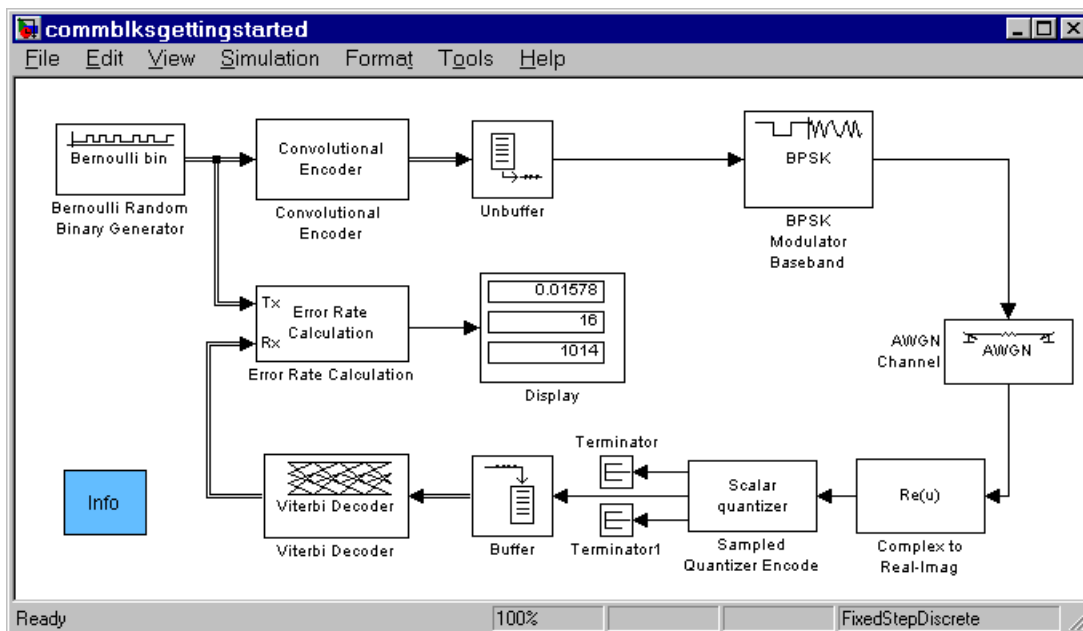 commblksgettingstarted
File Edit View Simulation Format Tools Help
Bernoulli bin
Bernoulli Random
Binary Generator
Convolutional
Encoder
Convolutional
Encoder
Unbuffer
BPSK
BPSK
Modulator
Baseband
Tx
Rx
Error Rate
Calculation
Error Rate Calculation
0.01578
16
1014
Display
AWGN
Channel
AWGN
Info
Viterbi Decoder
Viterbi Decoder
Buffer
Terminator
Terminator1
Scalar
quantizer
Sampled
Quantizer Encode
Re(u)
Complex to
Real-Imag
Ready 100% FixedStepDiscrete